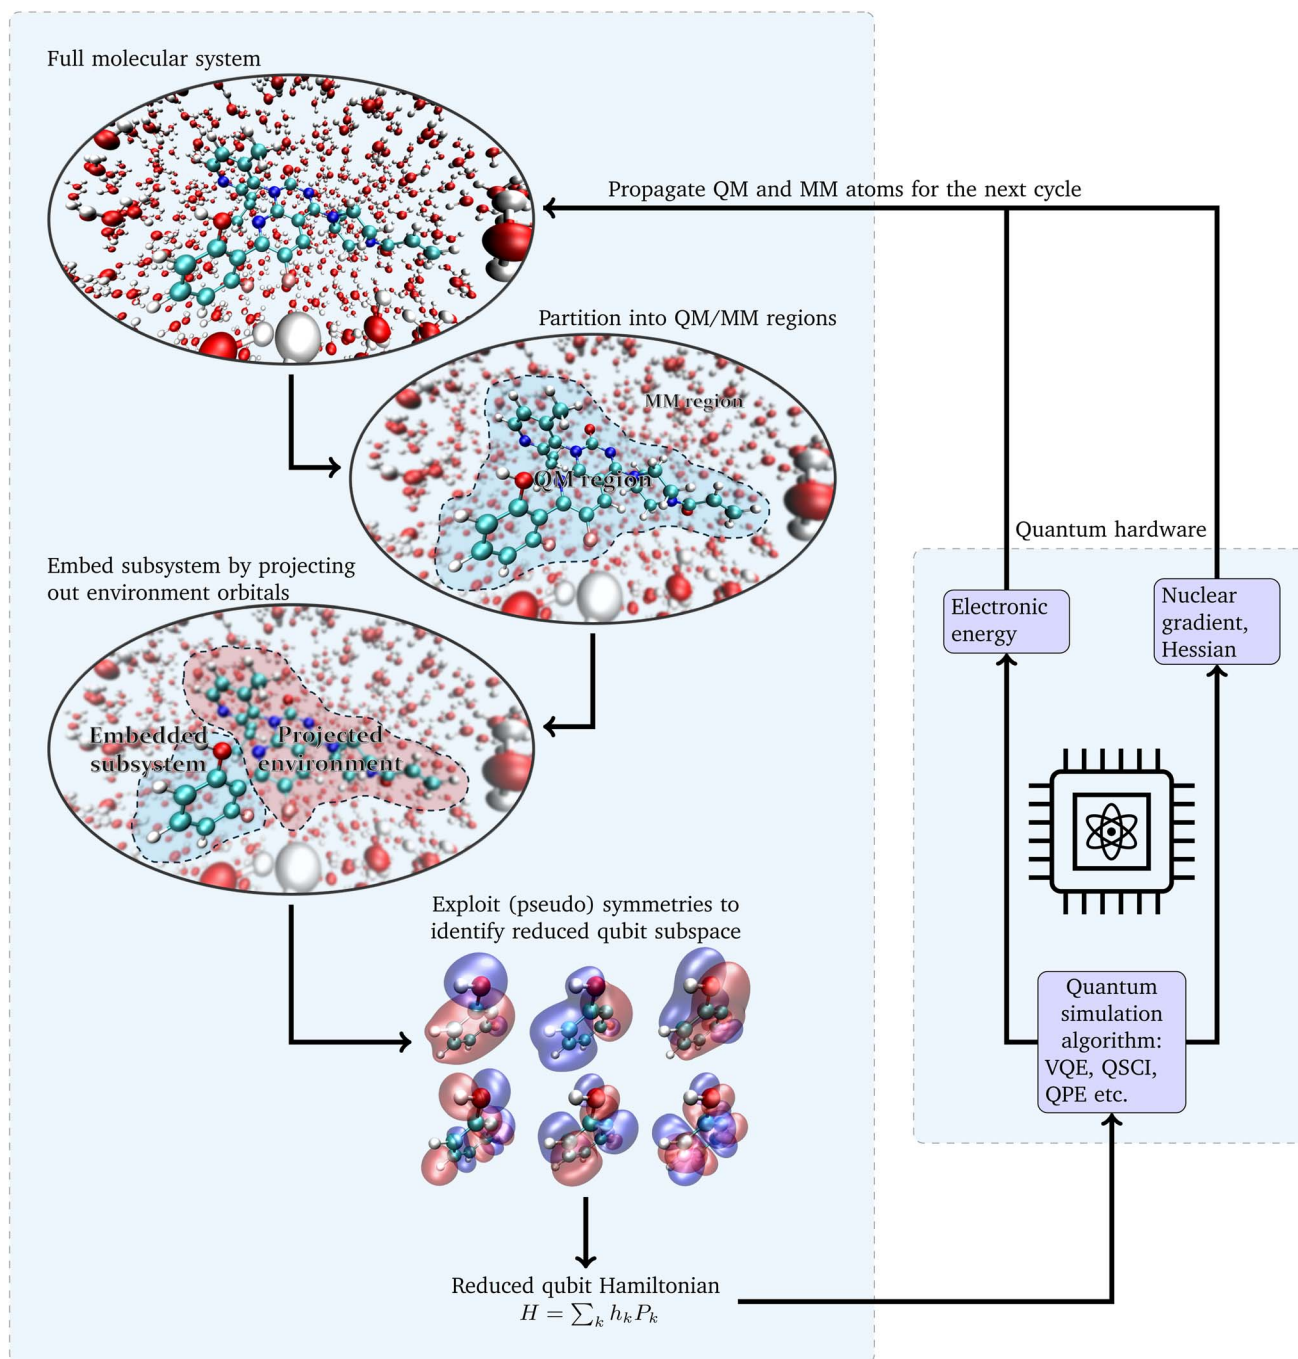 Full molecular system
Propagate QM and MM atoms for the next cycle
Partition into QM/MM regions
MM region
QM region
Embed subsystem by projecting
out environment orbitals
Embedded
subsystem
Projected
environment
Exploit (pseudo) symmetries to
identify reduced qubit subspace
Reduced qubit Hamiltonian
H = ∑ₖ hₖPₖ
Quantum hardware
Electronic
energy
Nuclear
gradient,
Hessian
Quantum
simulation
algorithm:
VQE, QSCI,
QPE etc.